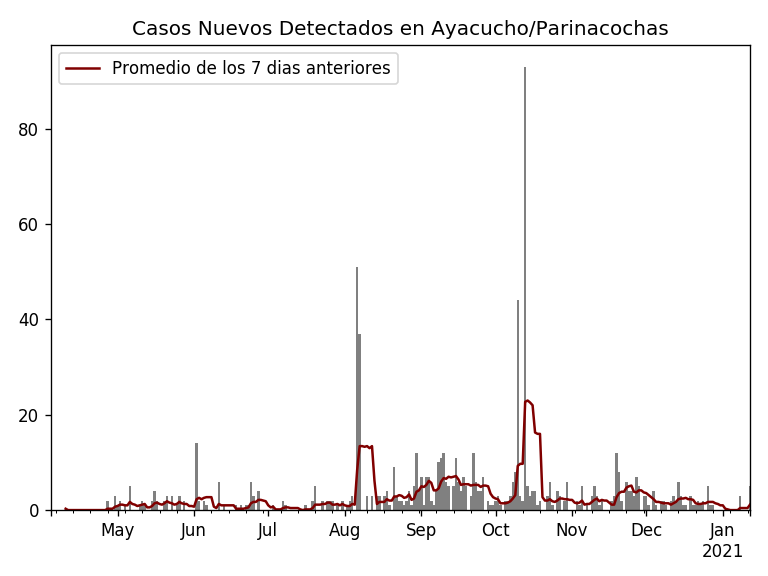 Casos Nuevos Detectados en Ayacucho/Parinacochas
Promedio de los 7 dias anteriores
80
60
40
20
0
May Jun Jul Aug Sep Oct Nov Dec Jan
2021